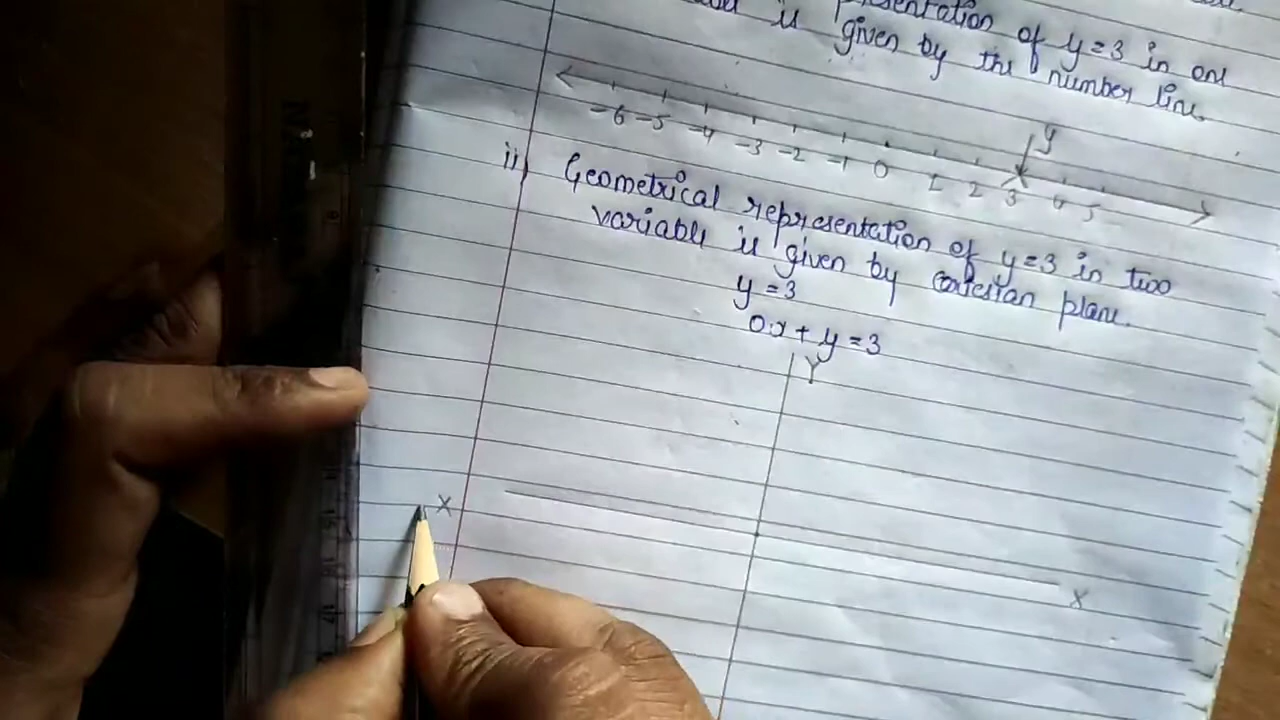 presentation of y=3 in one
is given by the number line.
y
-6 -5 -4 -3 -2 -1 0 1 2 3 4 5
ii) Geometrical representation of y=3 in two
variable is given by cartesian plane.
y = 3
0.x + y = 3
Y
X
X